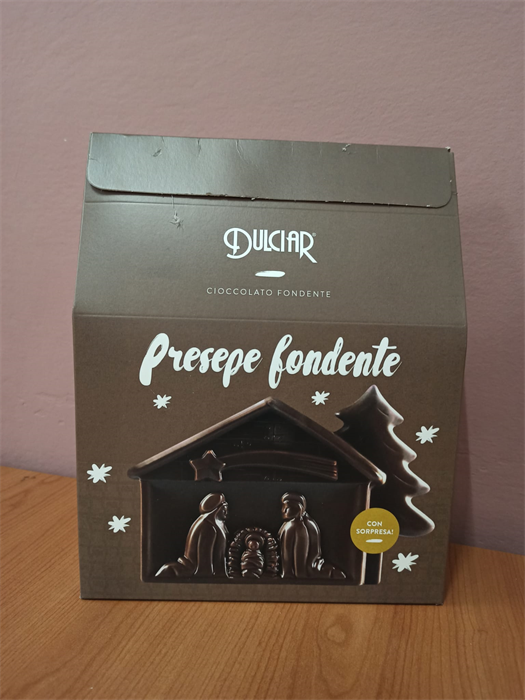 DULCIAR
CIOCCOLATO FONDENTE
Presepe fondente
CON
SORPRESA!